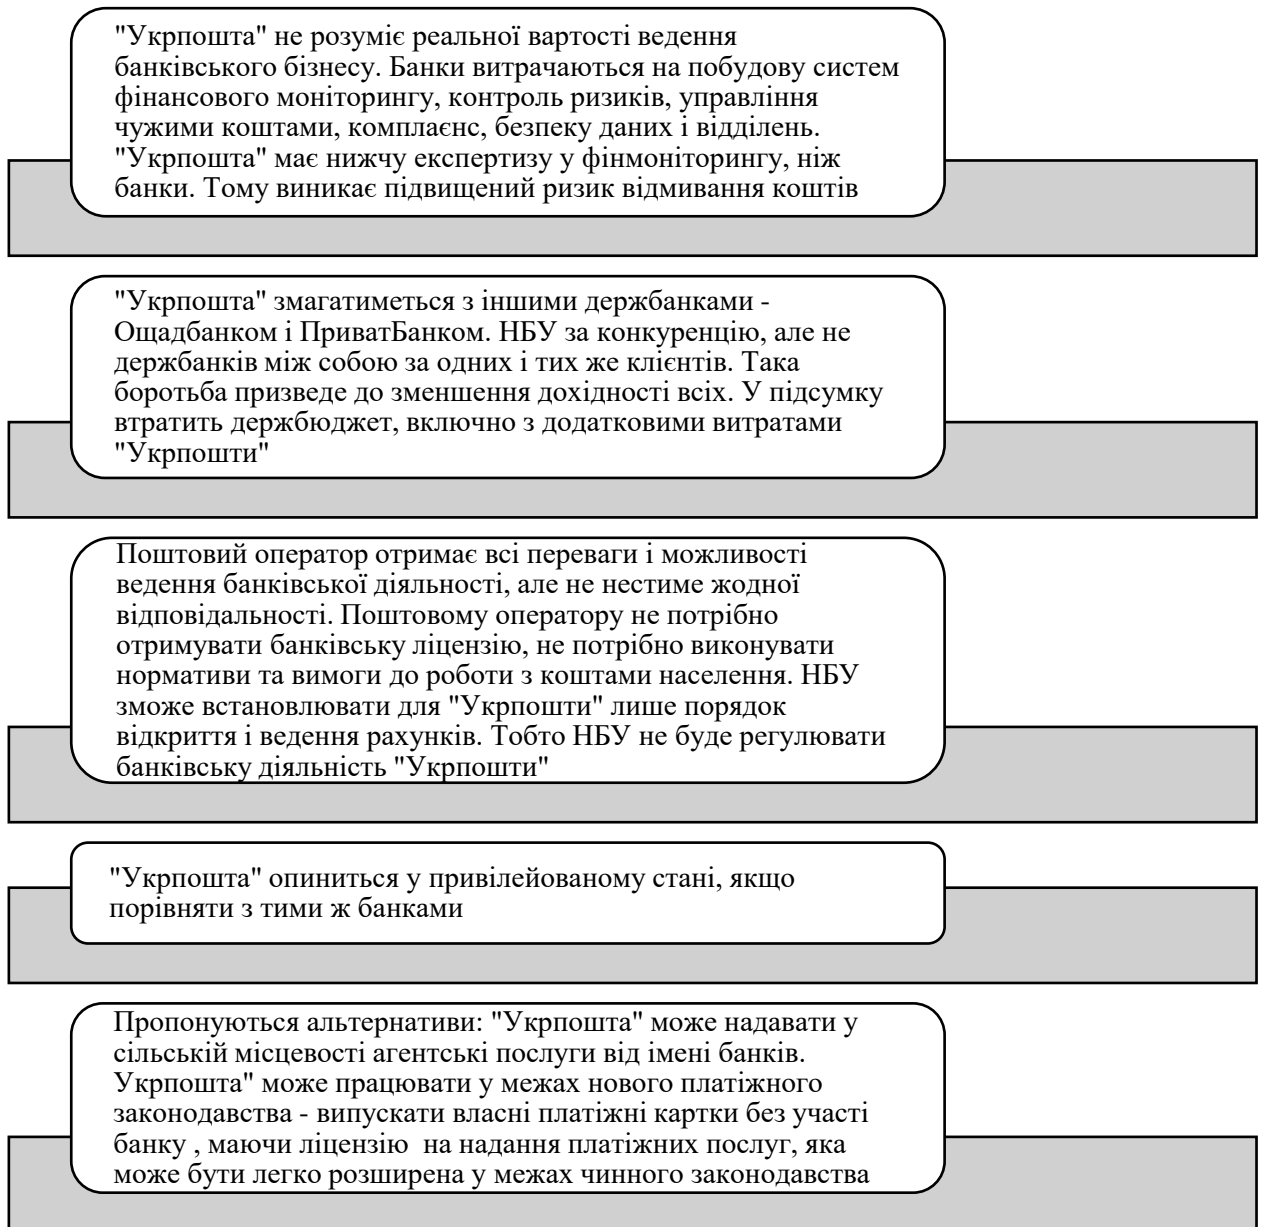 "Укрпошта" не розуміє реальної вартості ведення
банківського бізнесу. Банки витрачаються на побудову систем
фінансового моніторингу, контроль ризиків, управління
чужими коштами, комплаєнс, безпеку даних і відділень.
"Укрпошта" має нижчу експертизу у фінмоніторингу, ніж
банки. Тому виникає підвищений ризик відмивання коштів
"Укрпошта" змагатиметься з іншими держбанками -
Ощадбанком і ПриватБанком. НБУ за конкуренцію, але не
держбанків між собою за одних і тих же клієнтів. Така
боротьба призведе до зменшення дохідності всіх. У підсумку
втратить держбюджет, включно з додатковими витратами
"Укрпошти"
Поштовий оператор отримає всі переваги і можливості
ведення банківської діяльності, але не нестиме жодної
відповідальності. Поштовому оператору не потрібно
отримувати банківську ліцензію, не потрібно виконувати
нормативи та вимоги до роботи з коштами населення. НБУ
зможе встановлювати для "Укрпошти" лише порядок
відкриття і ведення рахунків. Тобто НБУ не буде регулювати
банківську діяльність "Укрпошти"
"Укрпошта" опиниться у привілейованому стані, якщо
порівняти з тими ж банками
Пропонуються альтернативи: "Укрпошта" може надавати у
сільській місцевості агентські послуги від імені банків.
Укрпошта" може працювати у межах нового платіжного
законодавства - випускати власні платіжні картки без участі
банку , маючи ліцензію  на надання платіжних послуг, яка
може бути легко розширена у межах чинного законодавства